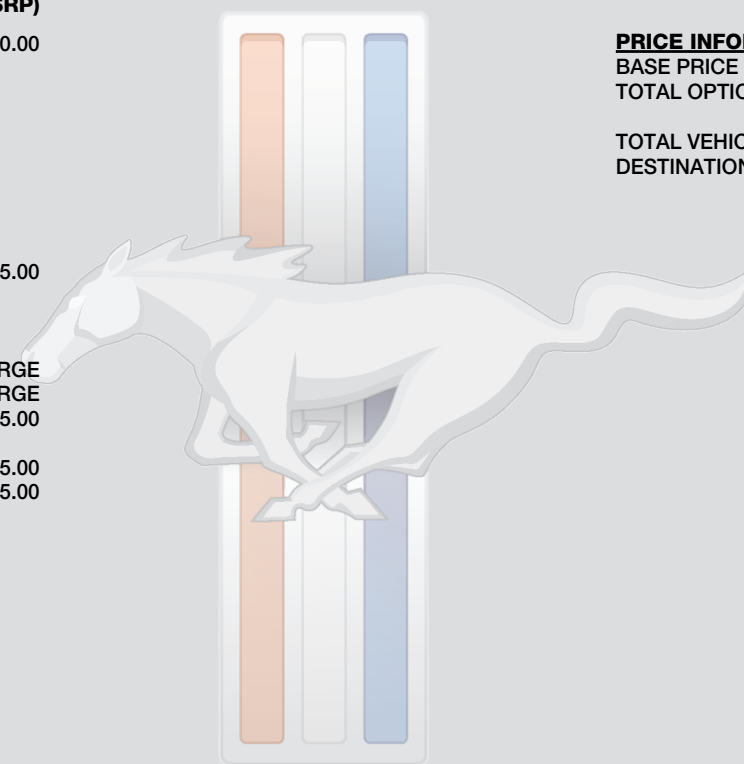 SRP)
0.00
5.00
RGE
RGE
5.00
5.00
5.00
PRICE INFO
BASE PRICE
TOTAL OPTIO
TOTAL VEHIC
DESTINATION